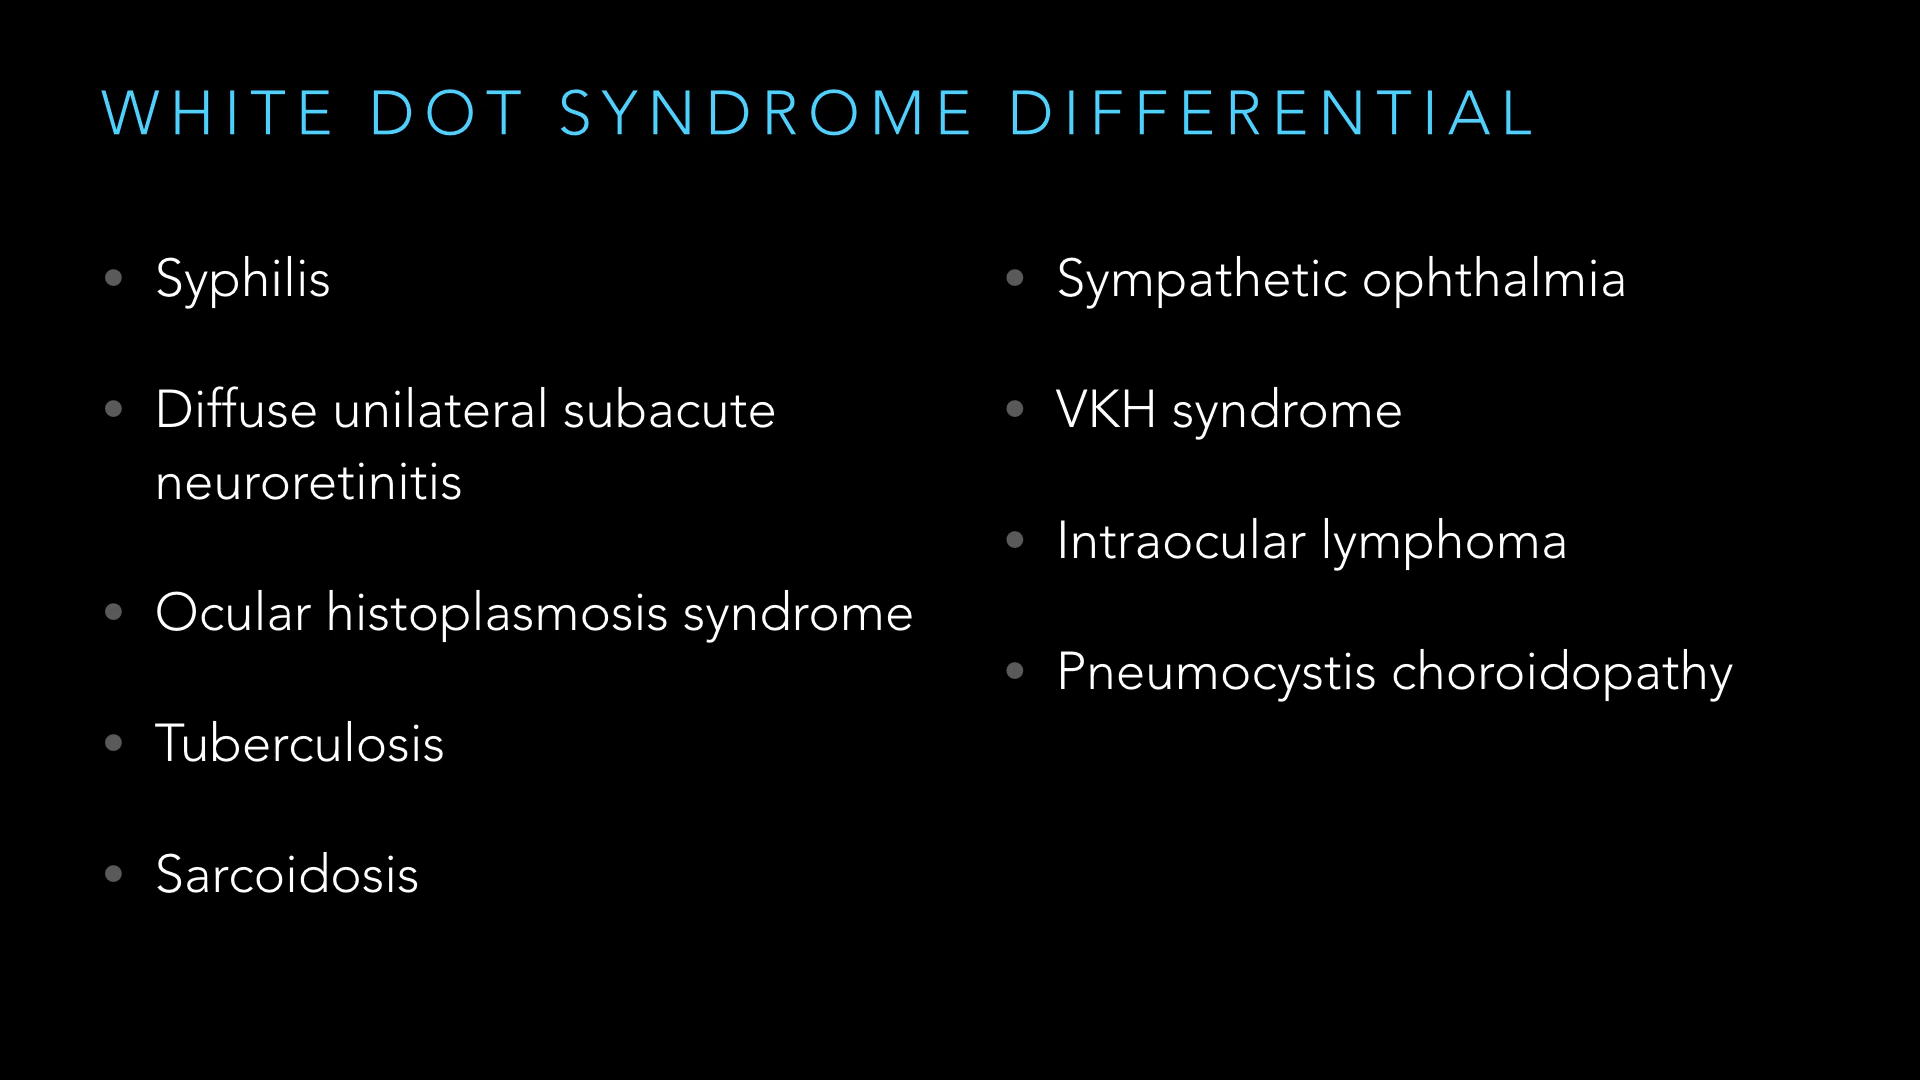 WHITE DOT SYNDROME DIFFERENTIAL
• Syphilis
• Diffuse unilateral subacute
neuroretinitis
• Ocular histoplasmosis syndrome
• Tuberculosis
• Sarcoidosis
• Sympathetic ophthalmia
• VKH syndrome
• Intraocular lymphoma
• Pneumocystis choroidopathy